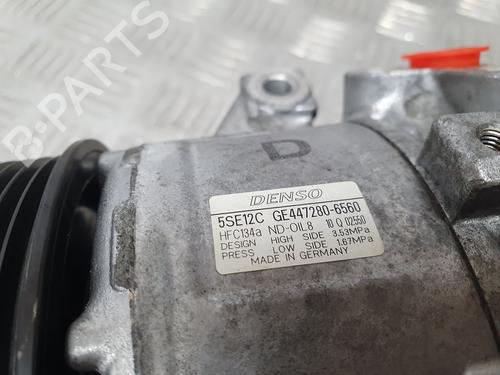 B-PARTS
D
DENSO
5SE12C GE447280-6560
HFC134a ND-OIL8 10 Q 02550
DESIGN HIGH SIDE 3.53MPa
PRESS LOW SIDE 1.67MPa
MADE IN GERMANY